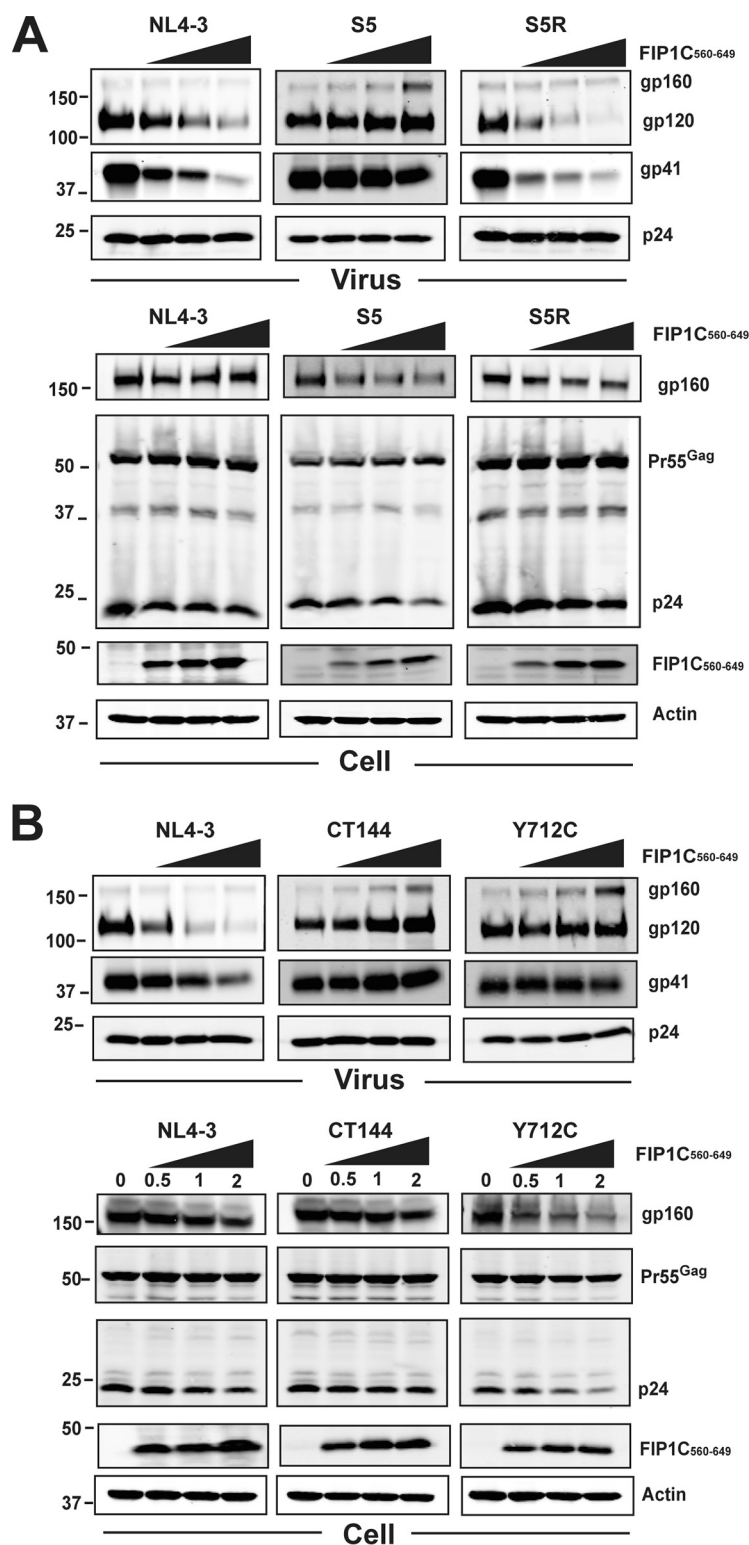 A
NL4-3 S5 S5R
FIP1C560-649
150
100
gp160
gp120
37
gp41
25
p24
Virus
NL4-3 S5 S5R
FIP1C560-649
150
gp160
50
37
25
Pr55Gag
p24
50
FIP1C560-649
37
Actin
Cell
B
NL4-3 CT144 Y712C
FIP1C560-649
150
100
gp160
gp120
37
gp41
25
p24
Virus
NL4-3 CT144 Y712C
FIP1C560-649
0 0.5 1 2 0 0.5 1 2 0 0.5 1 2
150
gp160
50
Pr55Gag
25
p24
50
FIP1C560-649
37
Actin
Cell